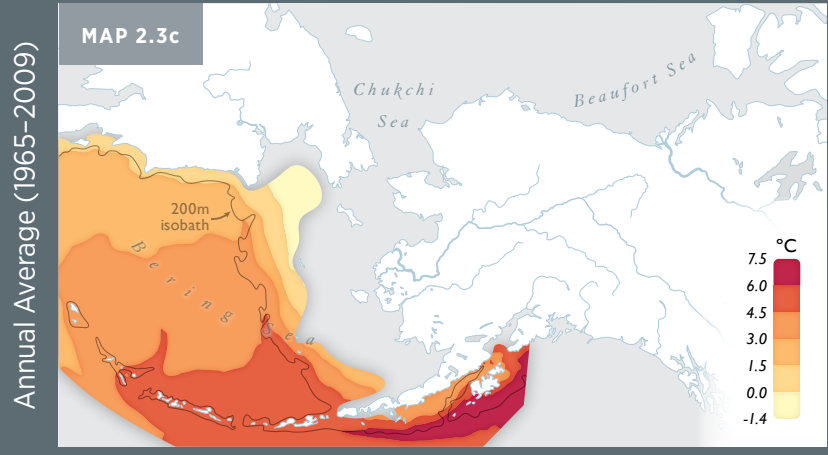 MAP 2.3c
Annual Average (1965–2009)
Chukchi
Sea
Beaufort Sea
200m
isobath
Bering Sea
°C
7.5
6.0
4.5
3.0
1.5
0.0
-1.4